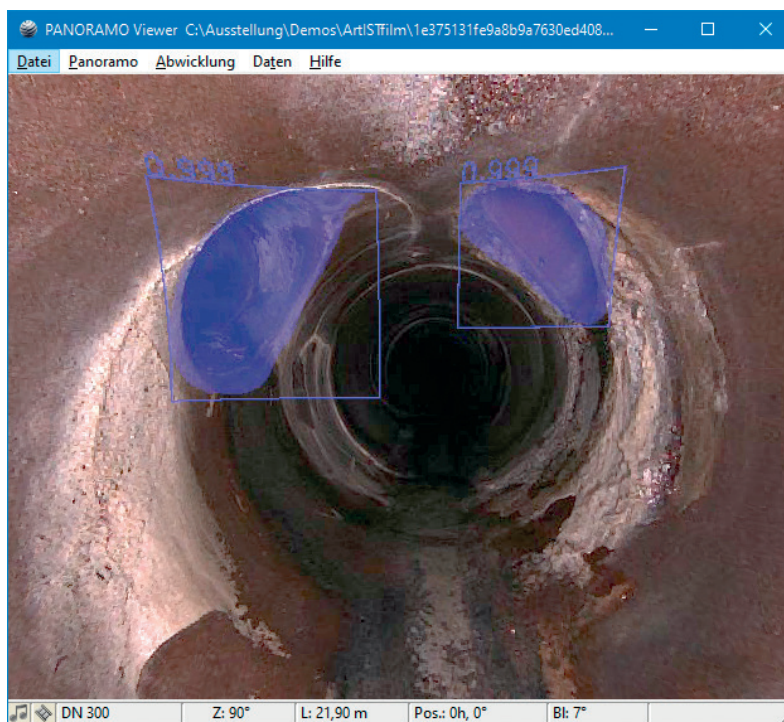 PANORAMO Viewer C:\Ausstellung\Demos\ArtISTfilm\1e375131fe9a8b9a7630ed408...
Datei Panoramo Abwicklung Daten Hilfe
0.999 0.999
DN 300 Z: 90° L: 21,90 m Pos.: 0h, 0° Bl: 7°